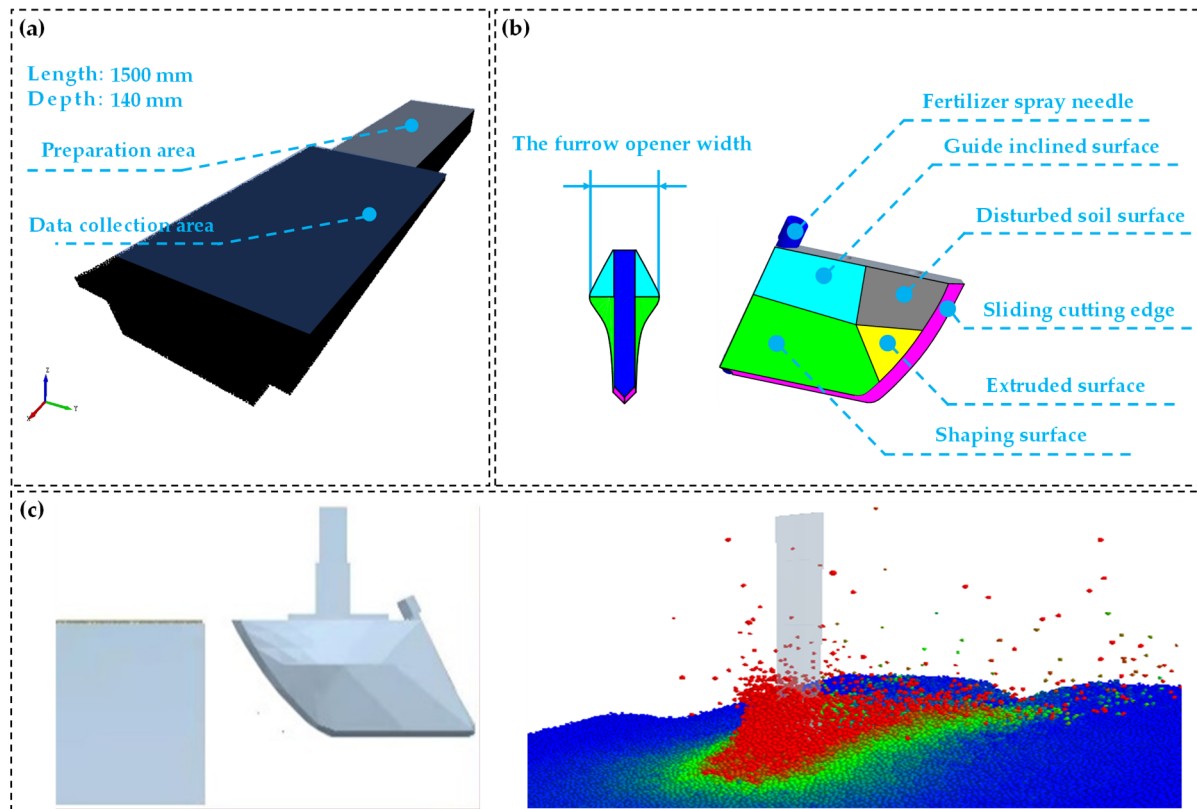 (a)
Length: 1500 mm
Depth: 140 mm
Preparation area
Data collection area
Z
Y
X
(b)
The furrow opener width
Fertilizer spray needle
Guide inclined surface
Disturbed soil surface
Sliding cutting edge
Extruded surface
Shaping surface
(c)